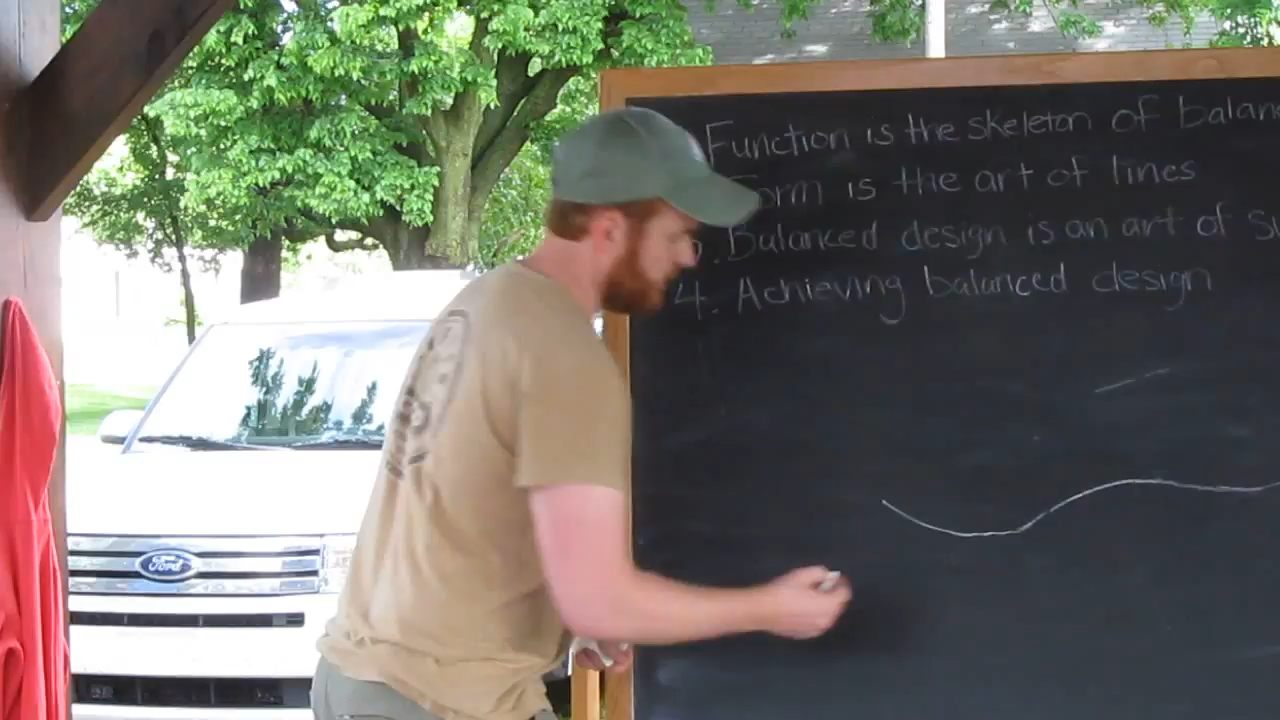 Function is the skeleton of
Form is the art of lines
3. Balanced design is an art of
4. Achieving balanced design
Ford